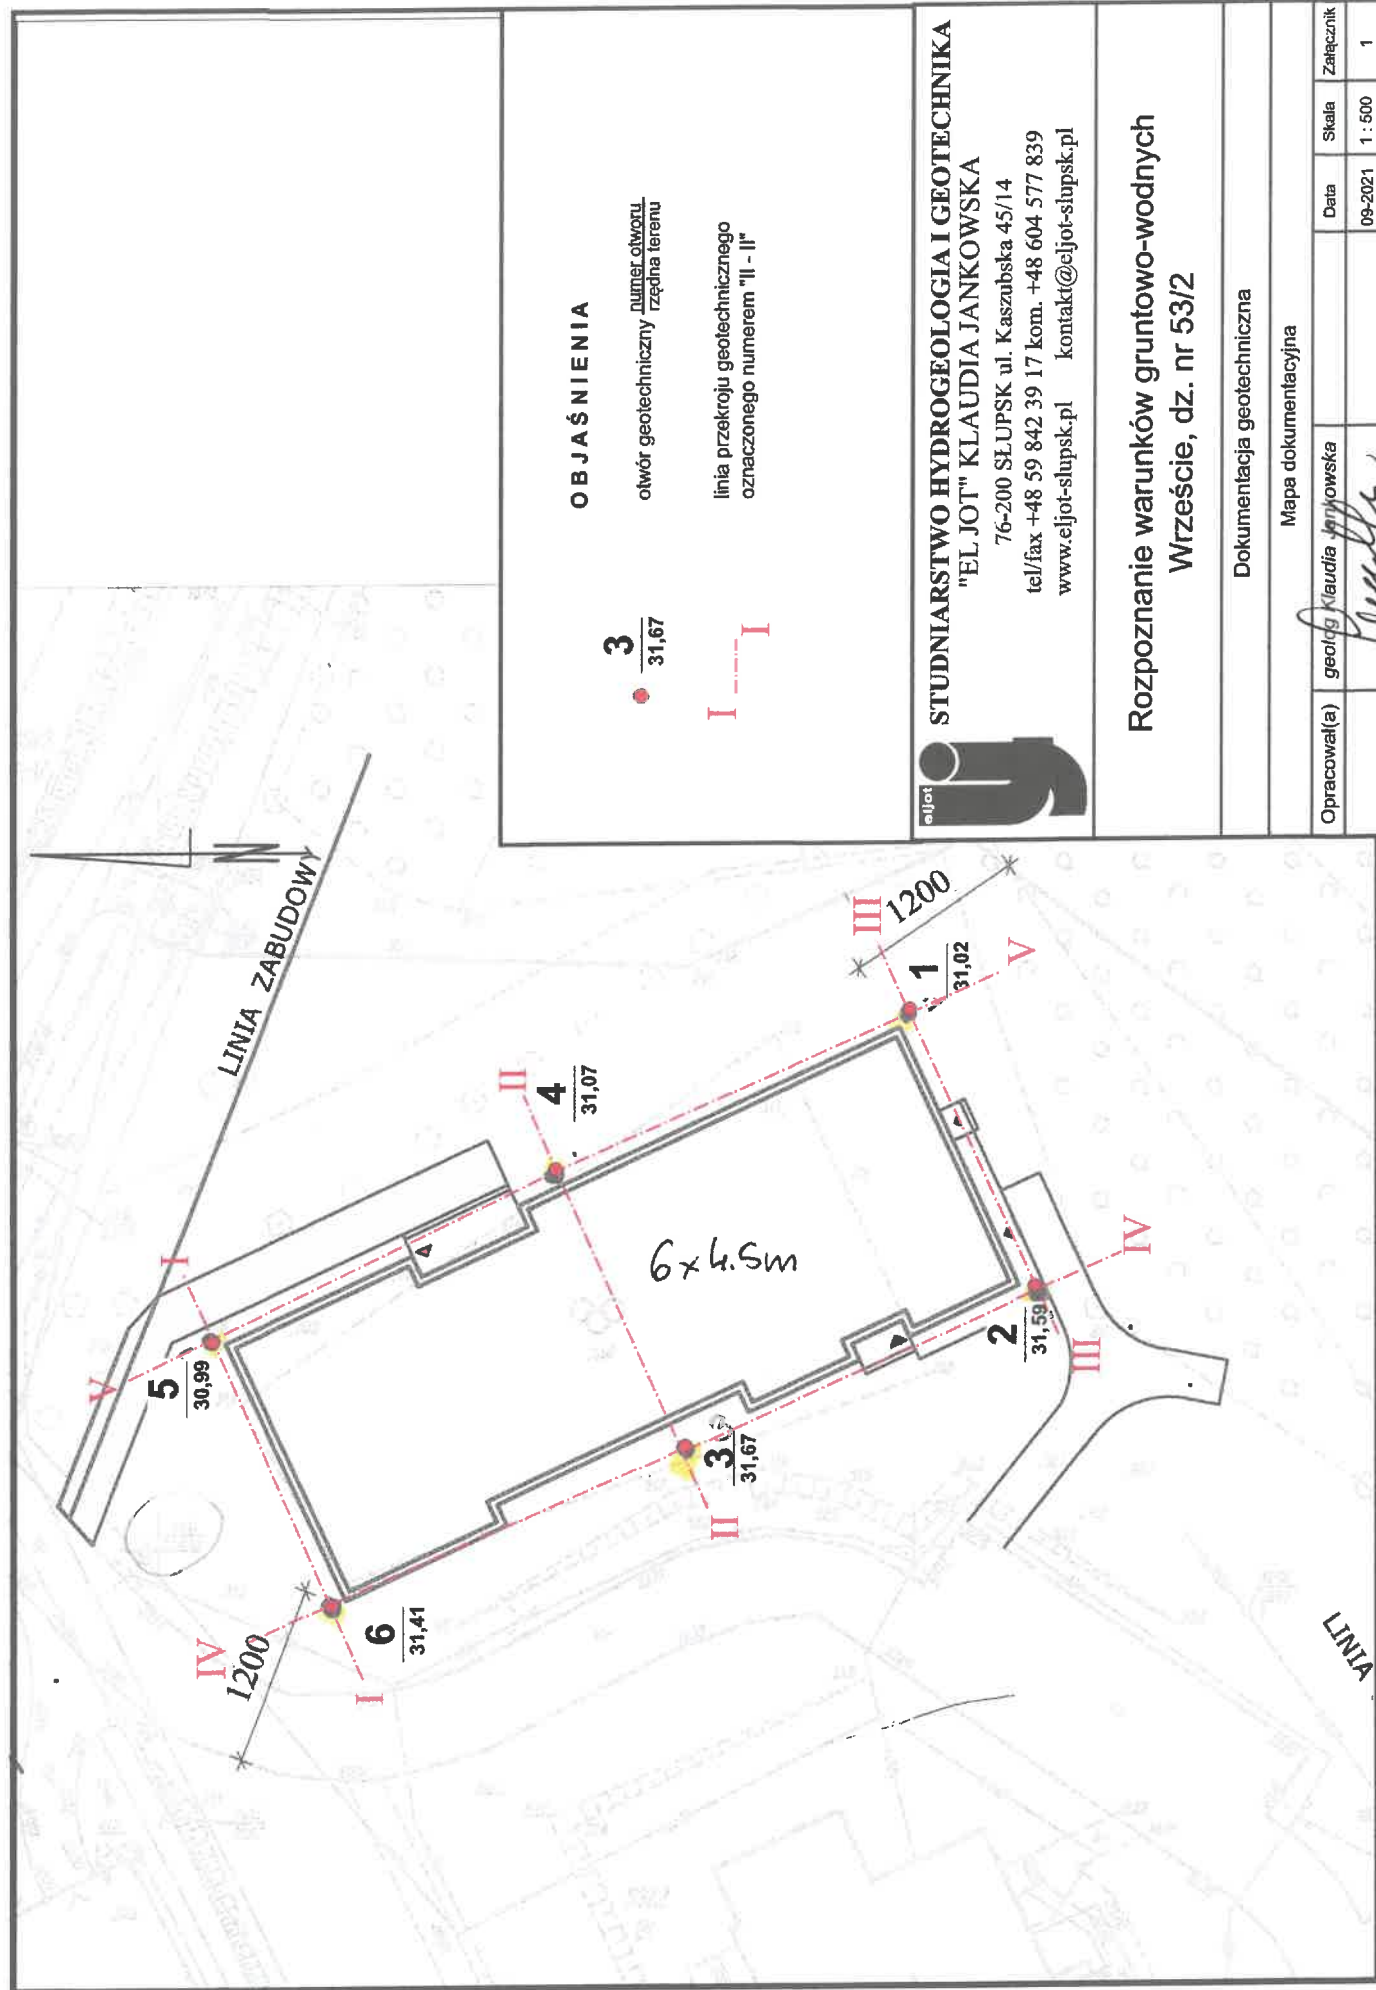 OBJAŚNIENIA
3
31,67
otwór geotechniczny numer otworu
rzędna terenu
I
I
linia przekroju geotechnicznego
oznaczonego numerem "II - II"
eljot
STUDNIARSTWO HYDROGEOLOGIA I GEOTECHNIKA
"EL JOT" KLAUDIA JANKOWSKA
76-200 SŁUPSK ul. Kaszubska 45/14
tel/fax +48 59 842 39 17 kom. +48 604 577 839
www.eljot-slupsk.pl kontakt@eljot-slupsk.pl
Rozpoznanie warunków gruntowo-wodnych
Wrzeście, dz. nr 53/2
Dokumentacja geotechniczna
Mapa dokumentacyjna
Opracował(a)
geolog Klaudia Jankowska
Data
Skala
Załącznik
09-2021
1 : 500
1
N
LINIA ZABUDOWY
V
I
5
30,99
IV
1200
6
31,41
I
II
4
31,07
6x4.5m
3
31,67
II
III
1200
1
31,02
V
2
31,59
III
IV
LINIA